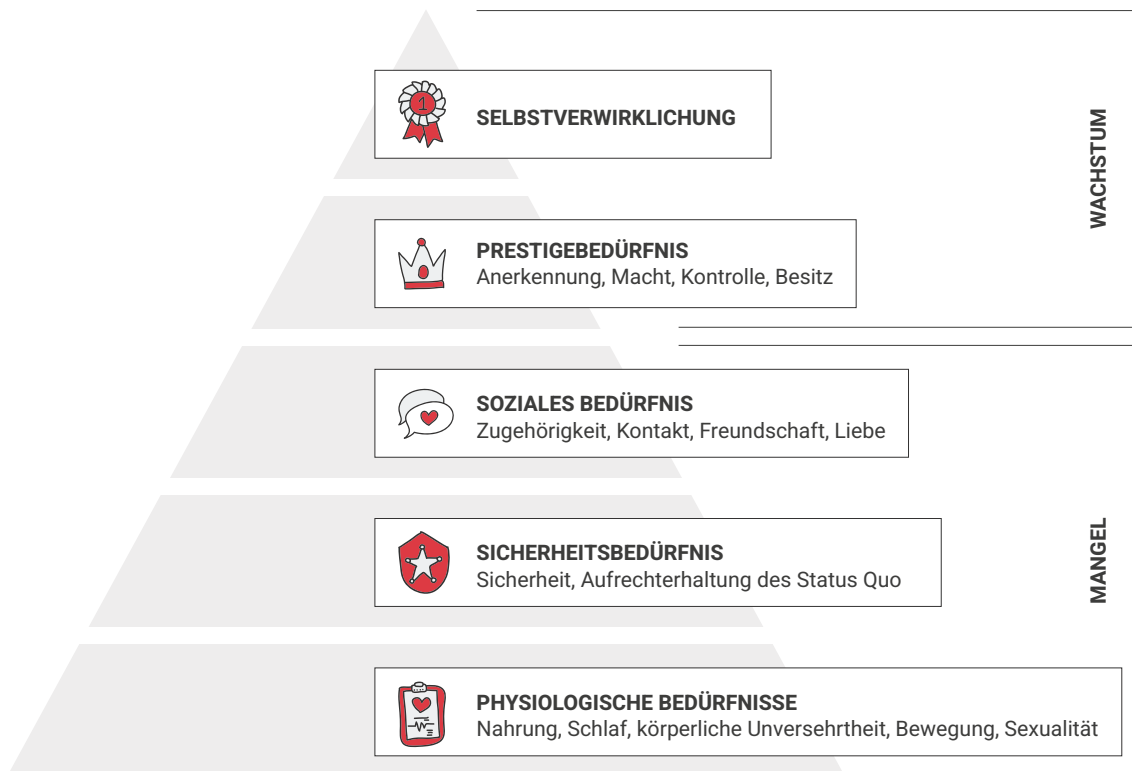 1
SELBSTVERWIRKLICHUNG
WACHSTUM
PRESTIGEBEDÜRFNIS
Anerkennung, Macht, Kontrolle, Besitz
SOZIALES BEDÜRFNIS
Zugehörigkeit, Kontakt, Freundschaft, Liebe
SICHERHEITSBEDÜRFNIS
Sicherheit, Aufrechterhaltung des Status Quo
MANGEL
PHYSIOLOGISCHE BEDÜRFNISSE
Nahrung, Schlaf, körperliche Unversehrtheit, Bewegung, Sexualität